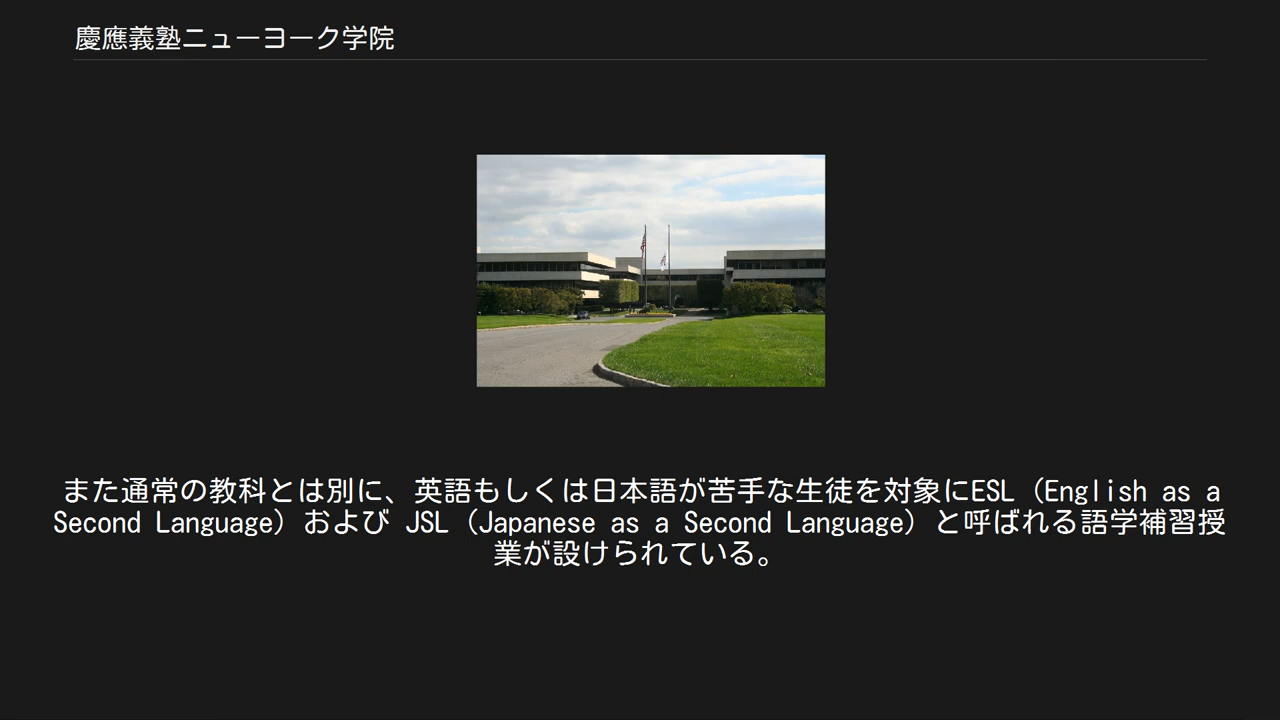 慶應義塾ニューヨーク学院
また通常の教科とは別に、英語もしくは日本語が苦手な生徒を対象にESL（English as a
Second Language）および JSL（Japanese as a Second Language）と呼ばれる語学補習授
業が設けられている。